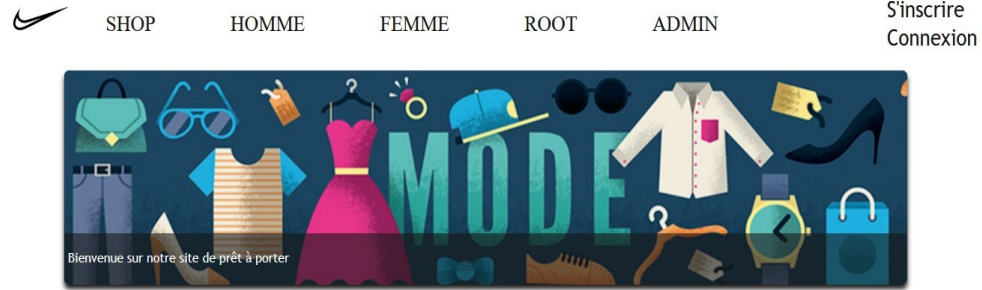 SHOP HOMME FEMME ROOT ADMIN
S'inscrire
Connexion
MODE
Bienvenue sur notre site de prêt à porter